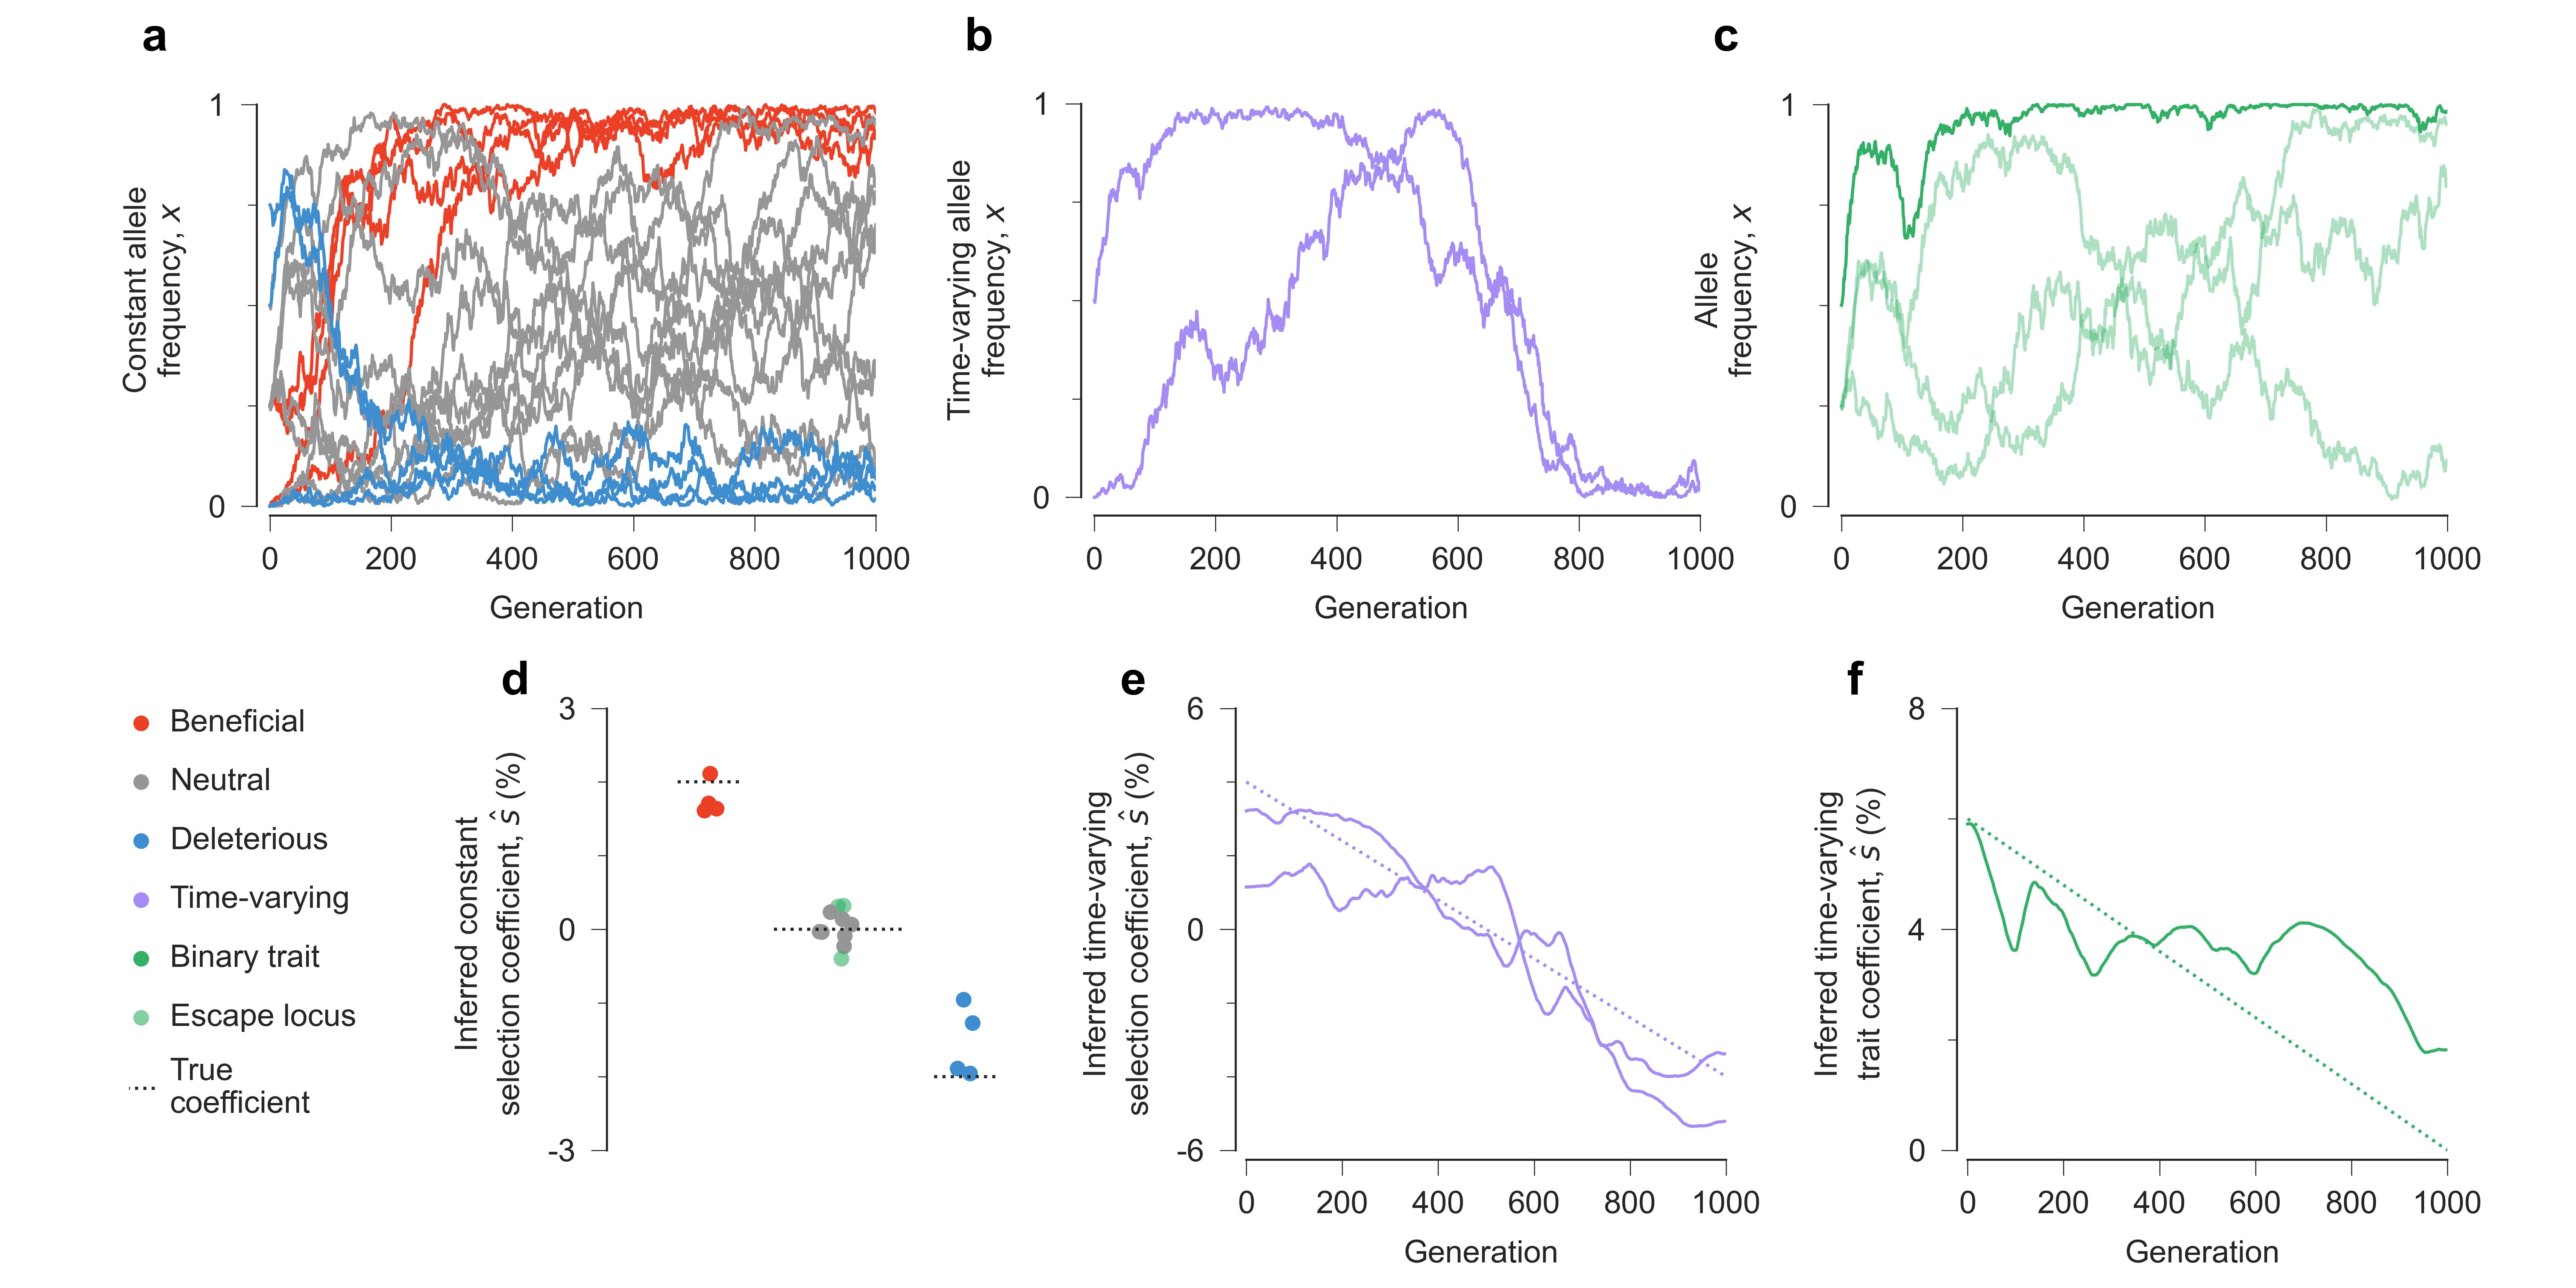 a
Constant allele
frequency, x
1
0
0 200 400 600 800 1000
Generation
b
Time-varying allele
frequency, x
1
0
0 200 400 600 800 1000
Generation
c
Allele
frequency, x
1
0
0 200 400 600 800 1000
Generation
Beneficial
Neutral
Deleterious
Time-varying
Binary trait
Escape locus
True
coefficient
d
Inferred constant
selection coefficient, ŝ (%)
3
0
-3
e
Inferred time-varying
selection coefficient, ŝ (%)
6
0
-6
0 200 400 600 800 1000
Generation
f
Inferred time-varying
trait coefficient, ŝ (%)
8
4
0
0 200 400 600 800 1000
Generation